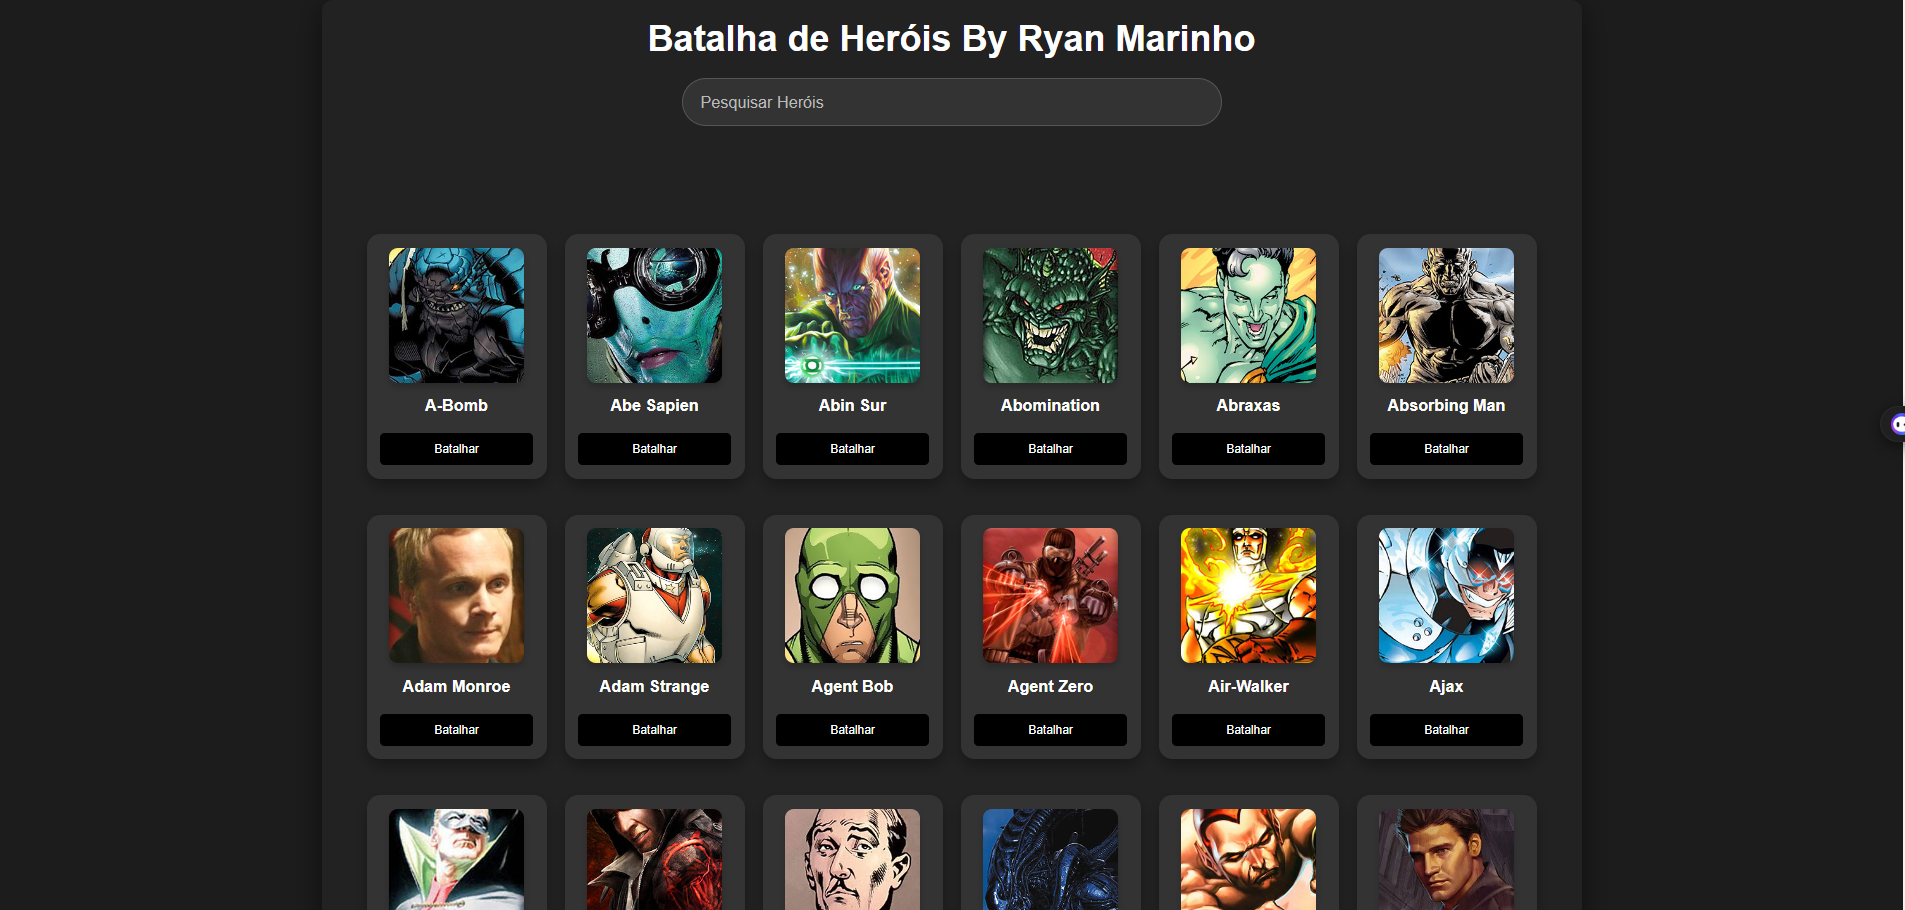 Batalha de Heróis By Ryan Marinho
Pesquisar Heróis
A-Bomb
Abe Sapien
Abin Sur
Abomination
Abraxas
Absorbing Man
Batalhar
Batalhar
Batalhar
Batalhar
Batalhar
Batalhar
Adam Monroe
Adam Strange
Agent Bob
Agent Zero
Air-Walker
Ajax
Batalhar
Batalhar
Batalhar
Batalhar
Batalhar
Batalhar